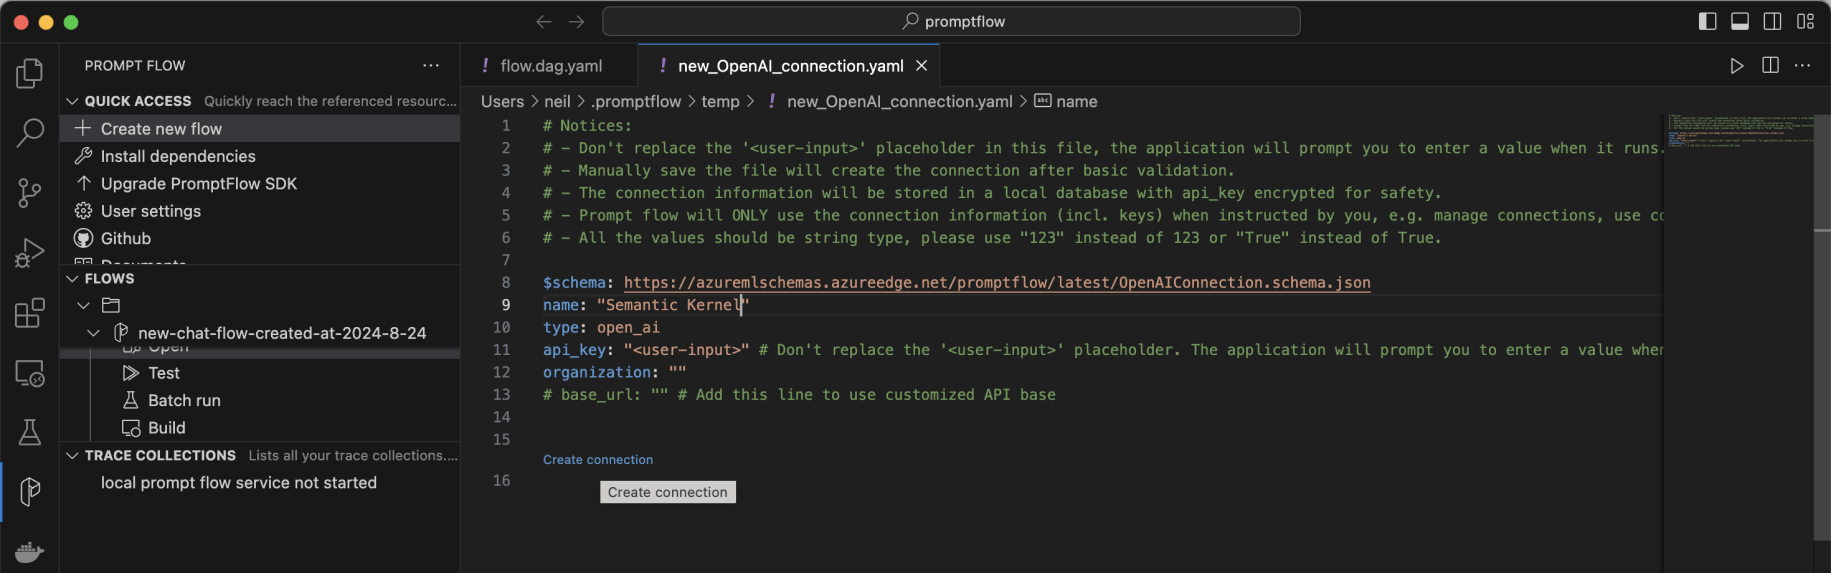 promptflow
PROMPT FLOW
QUICK ACCESS Quickly reach the referenced resourc...
Create new flow
Install dependencies
Upgrade PromptFlow SDK
User settings
Github
FLOWS
new-chat-flow-created-at-2024-8-24
Open
Test
Batch run
Build
TRACE COLLECTIONS Lists all your trace collections....
local prompt flow service not started
! flow.dag.yaml
! new_OpenAI_connection.yaml
Users > neil > .promptflow > temp > ! new_OpenAI_connection.yaml > abc name
1 # Notices:
2 # - Don't replace the '<user-input>' placeholder in this file, the application will prompt you to enter a value when it runs.
3 # - Manually save the file will create the connection after basic validation.
4 # - The connection information will be stored in a local database with api_key encrypted for safety.
5 # - Prompt flow will ONLY use the connection information (incl. keys) when instructed by you, e.g. manage connections, use co
6 # - All the values should be string type, please use "123" instead of 123 or "True" instead of True.
7
8 $schema: https://azuremlschemas.azureedge.net/promptflow/latest/OpenAIConnection.schema.json
9 name: "Semantic Kernel"
10 type: open_ai
11 api_key: "<user-input>" # Don't replace the '<user-input>' placeholder. The application will prompt you to enter a value wher
12 organization: ""
13 # base_url: "" # Add this line to use customized API base
14
15
Create connection
16
Create connection